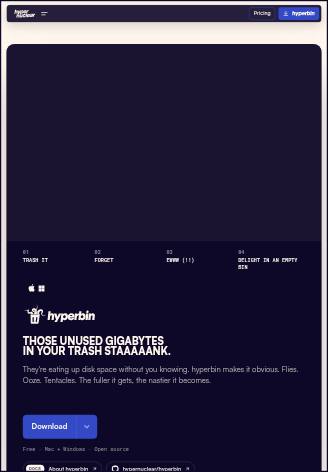 hyper
nuclear
Pricing
hyperbin
01
TRASH IT
02
FORGET
03
EWWW (!!)
04
DELIGHT IN AN EMPTY
BIN
hyperbin
THOSE UNUSED GIGABYTES
IN YOUR TRASH STAAAAANK.
They're eating up disk space without you knowing. hyperbin makes it obvious. Flies.
Ooze. Tentacles. The fuller it gets, the nastier it becomes.
Download
Free · Mac + Windows · Open source
DOCS About hyperbin
hypernuclear/hyperbin